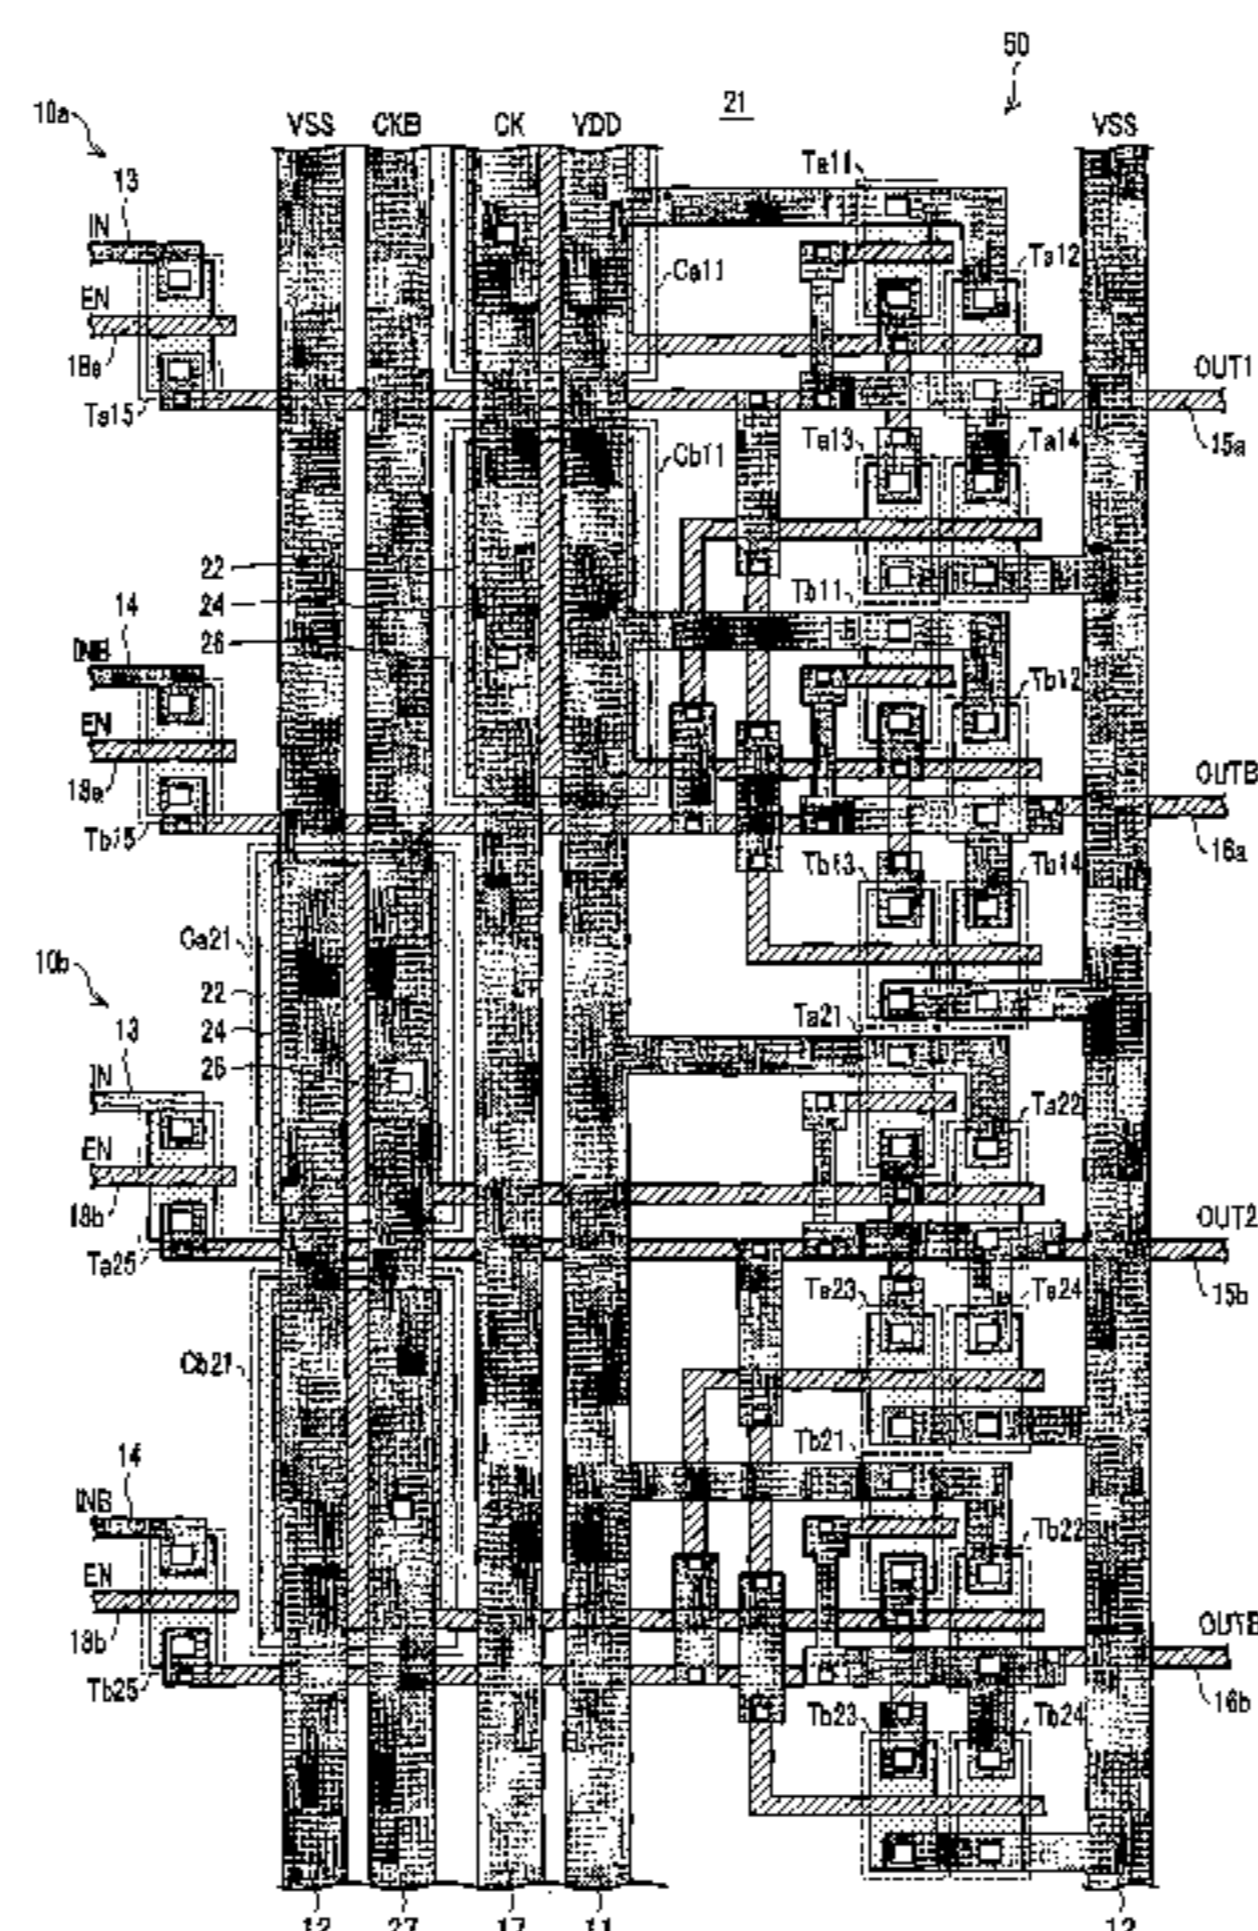 50
21
10a
VSS CKB CK VDD VSS
Ta11
13
IN
Ca11
Ta12
EN
18a
OUT1
Ta15
Ta13
Cb11
Ta14
15a
22
Tb11
24
14
26
INB
Tb12
EN
OUTB
18a
Tb15
16a
Tb13
Tb14
Ca21
10b
22
Ta21
24
13
26
IN
Ta22
EN
18b
OUT2
Ta25
Ta23
Ta24
15b
Cb21
Tb21
14
INB
Tb22
EN
OUTB
18b
Tb25
16b
Tb23
Tb24
12 27 17 11 12